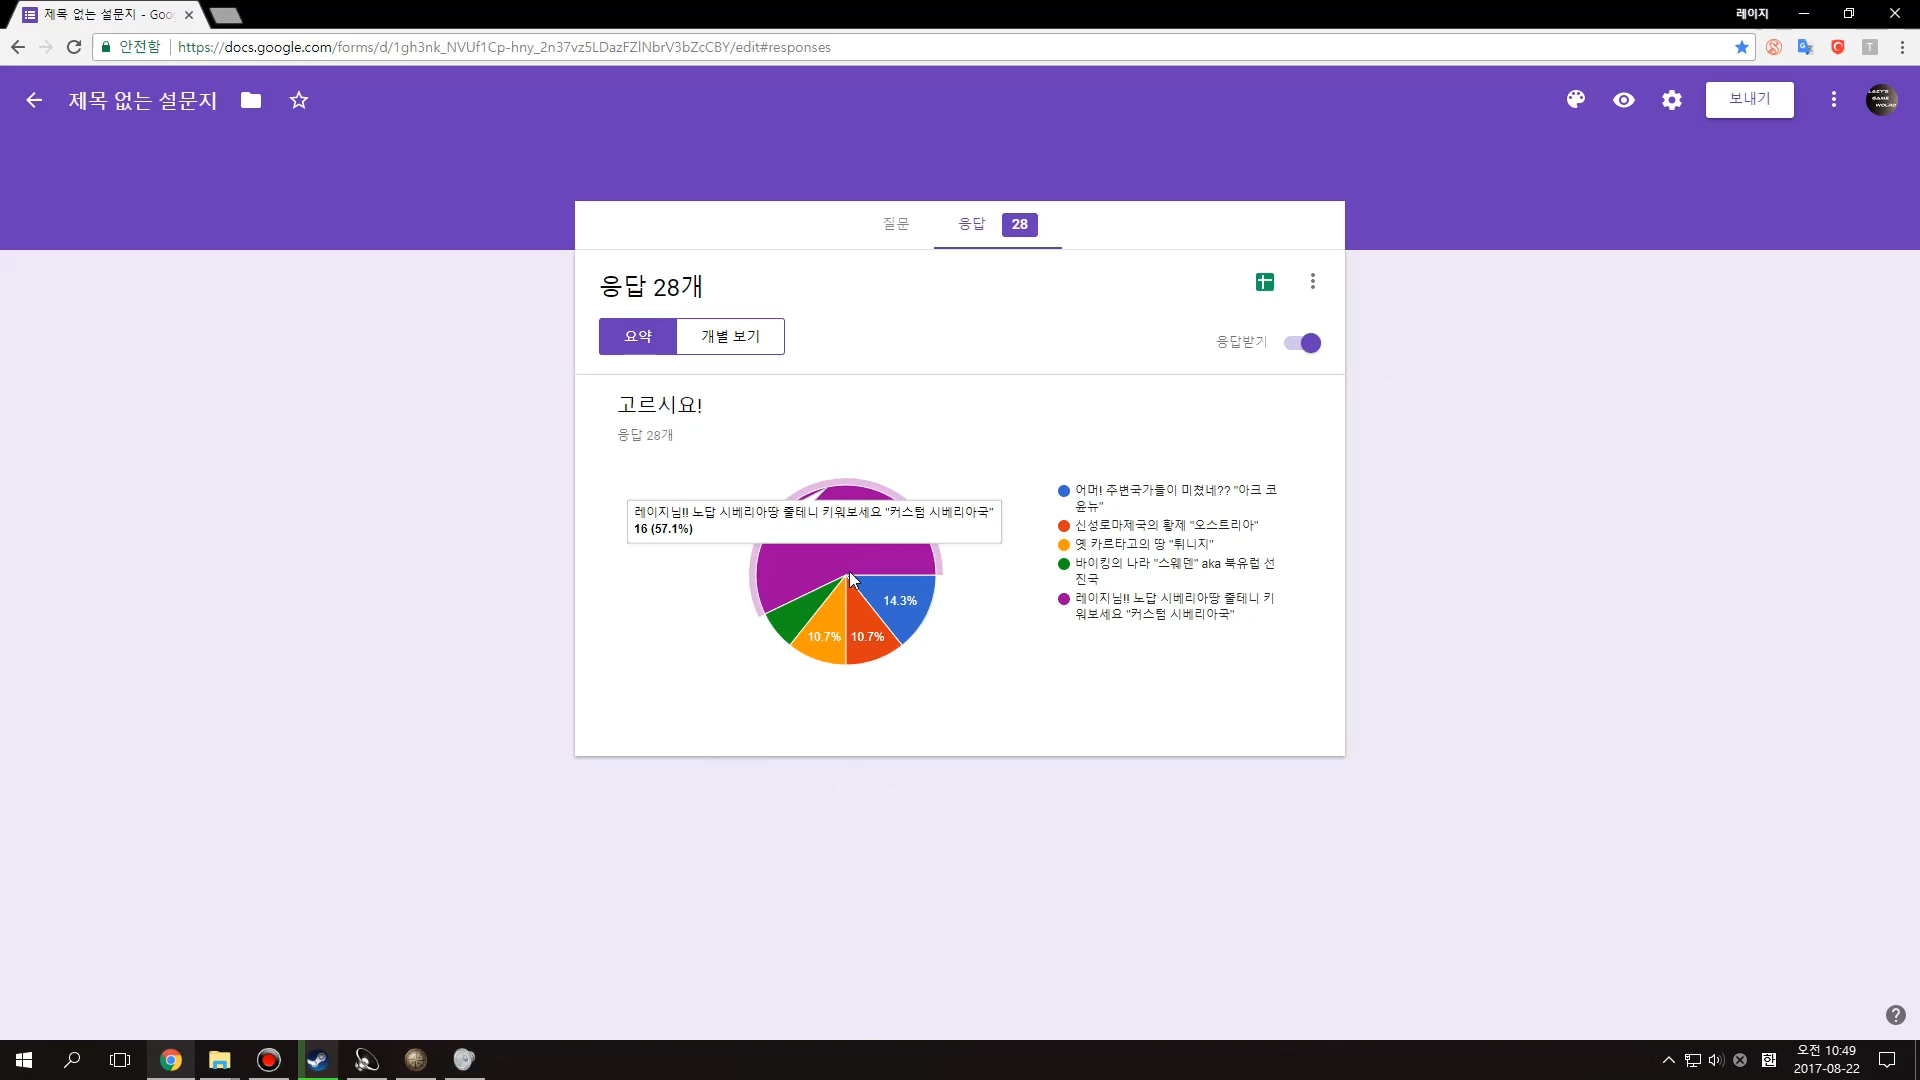 제목 없는 설문지 - Goo
레이지
안전함
https://docs.google.com/forms/d/1gh3nk_NVUf1Cp-hny_2n37vz5LDazFZlNbrV3bZcCBY/edit#responses
제목 없는 설문지
보내기
질문
응답
28
응답 28개
요약
개별 보기
응답받기
고르시요!
응답 28개
레이지님!! 노답 시베리아땅 줄테니 키워보세요 "커스텀 시베리아국"
16 (57.1%)
14.3%
10.7%
10.7%
어머! 주변국가들이 미쳤네?? "아크 코
윤뉴"
신성로마제국의 황제 "오스트리아"
옛 카르타고의 땅 "튀니지"
바이킹의 나라 "스웨덴" aka 북유럽 선
진국
레이지님!! 노답 시베리아땅 줄테니 키
워보세요 "커스텀 시베리아국"
한
오전 10:49
2017-08-22